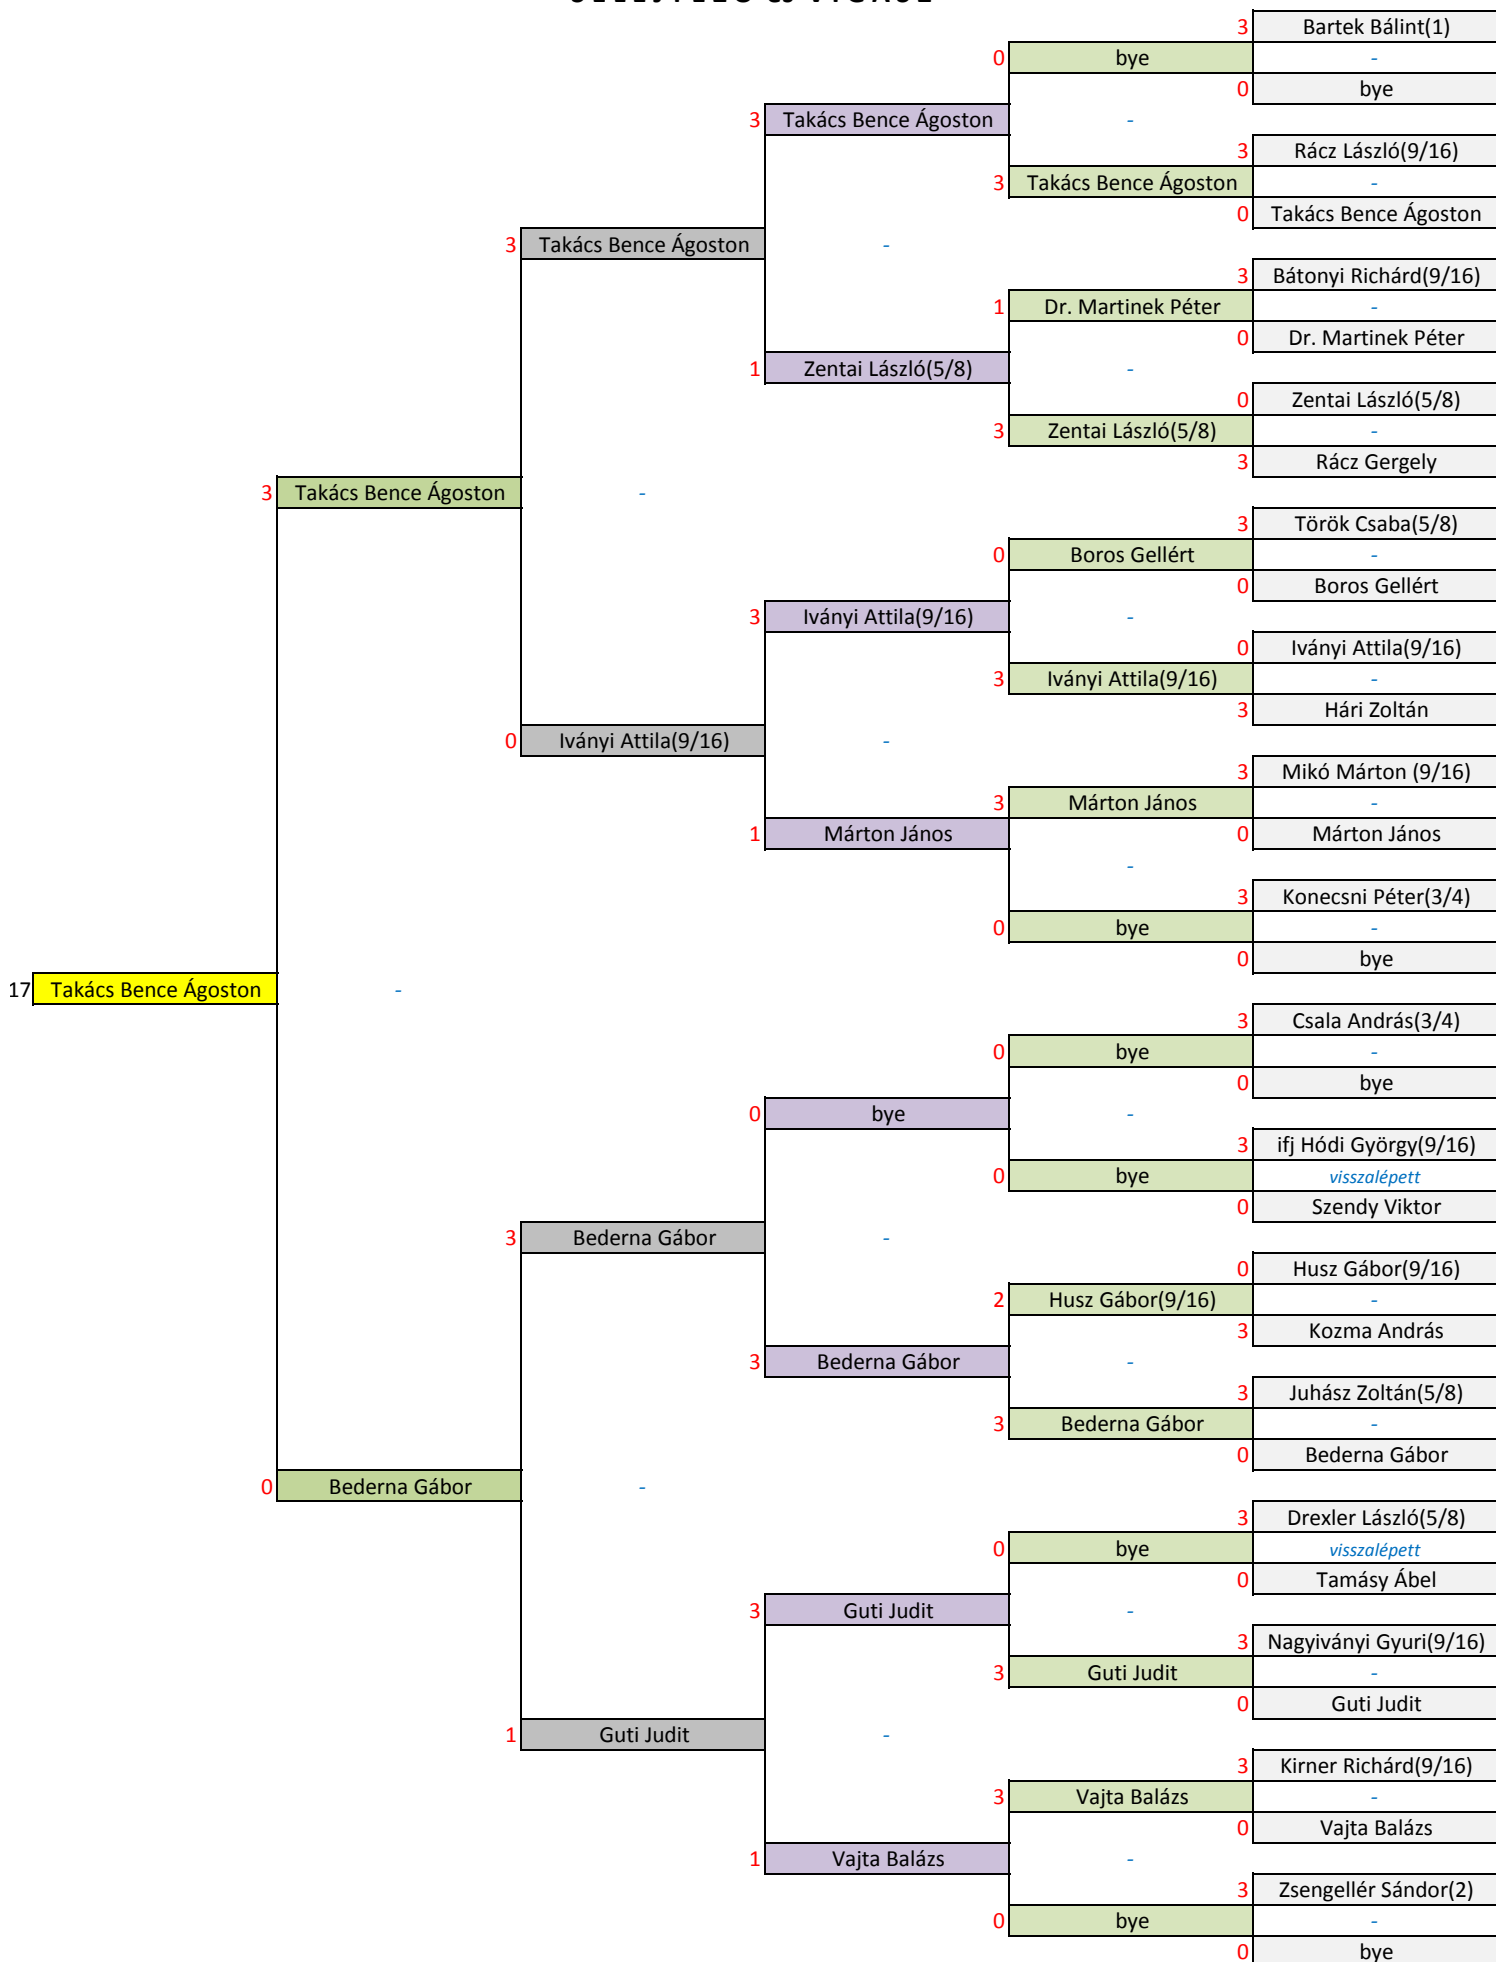 3 Bartek Bálint(1)
0 bye -
0 bye
3 Takács Bence Ágoston -
3 Rácz László(9/16)
3 Takács Bence Ágoston -
0 Takács Bence Ágoston
3 Takács Bence Ágoston -
3 Bátonyi Richárd(9/16)
1 Dr. Martinek Péter -
0 Dr. Martinek Péter
1 Zentai László(5/8) -
0 Zentai László(5/8)
3 Zentai László(5/8) -
3 Rácz Gergely
3 Takács Bence Ágoston -
3 Török Csaba(5/8)
0 Boros Gellért -
0 Boros Gellért
3 Iványi Attila(9/16) -
0 Iványi Attila(9/16)
3 Iványi Attila(9/16) -
3 Hári Zoltán
0 Iványi Attila(9/16) -
3 Mikó Márton (9/16)
3 Márton János -
1 Márton János 0 Márton János
-
3 Konecsni Péter(3/4)
0 bye -
0 bye
17 Takács Bence Ágoston -
3 Csala András(3/4)
0 bye -
0 bye
0 bye -
3 ifj Hódi György(9/16)
0 bye visszalépett
0 Szendy Viktor
3 Bederna Gábor -
0 Husz Gábor(9/16)
2 Husz Gábor(9/16) -
3 Kozma András
3 Bederna Gábor -
3 Juhász Zoltán(5/8)
3 Bederna Gábor -
0 Bederna Gábor
0 Bederna Gábor -
3 Drexler László(5/8)
0 bye visszalépett
0 Tamásy Ábel
3 Guti Judit -
3 Nagyiványi Gyuri(9/16)
3 Guti Judit -
0 Guti Judit
1 Guti Judit -
3 Kirner Richárd(9/16)
3 Vajta Balázs -
0 Vajta Balázs
1 Vajta Balázs -
3 Zsengellér Sándor(2)
0 bye -
0 bye